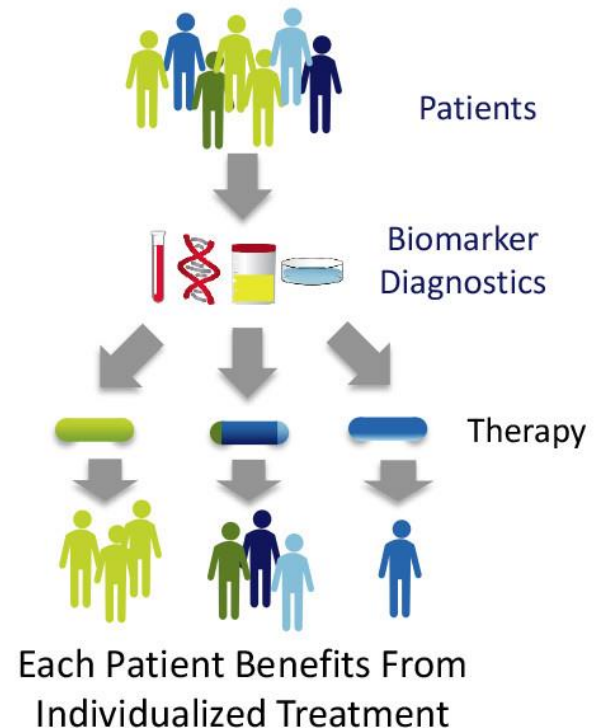 Patients
Biomarker
Diagnostics
Therapy
Each Patient Benefits From
Individualized Treatment